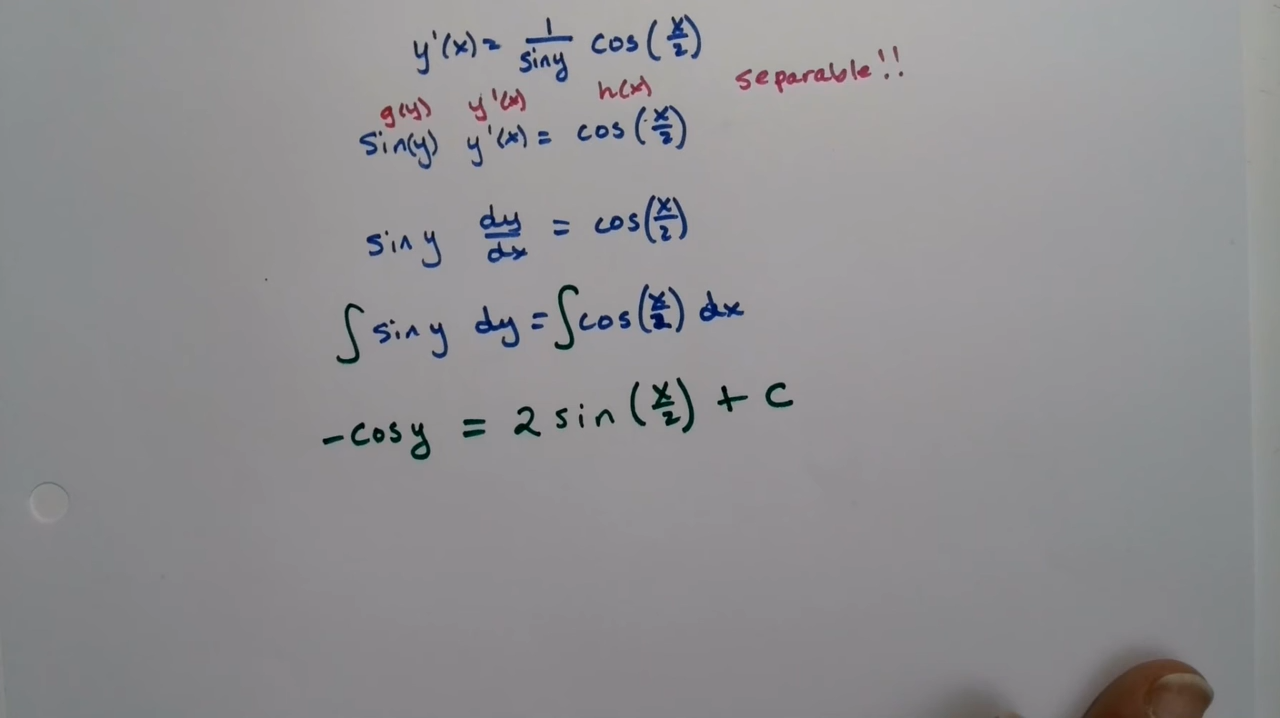 y'(x) = 1/siny cos(x/2)
separable!!
g(y) y'(x) h(x)
sin(y) y'(x) = cos(x/2)
sin y dy/dx = cos(x/2)
∫ sin y dy = ∫ cos(x/2) dx
-cosy = 2 sin(x/2) + c